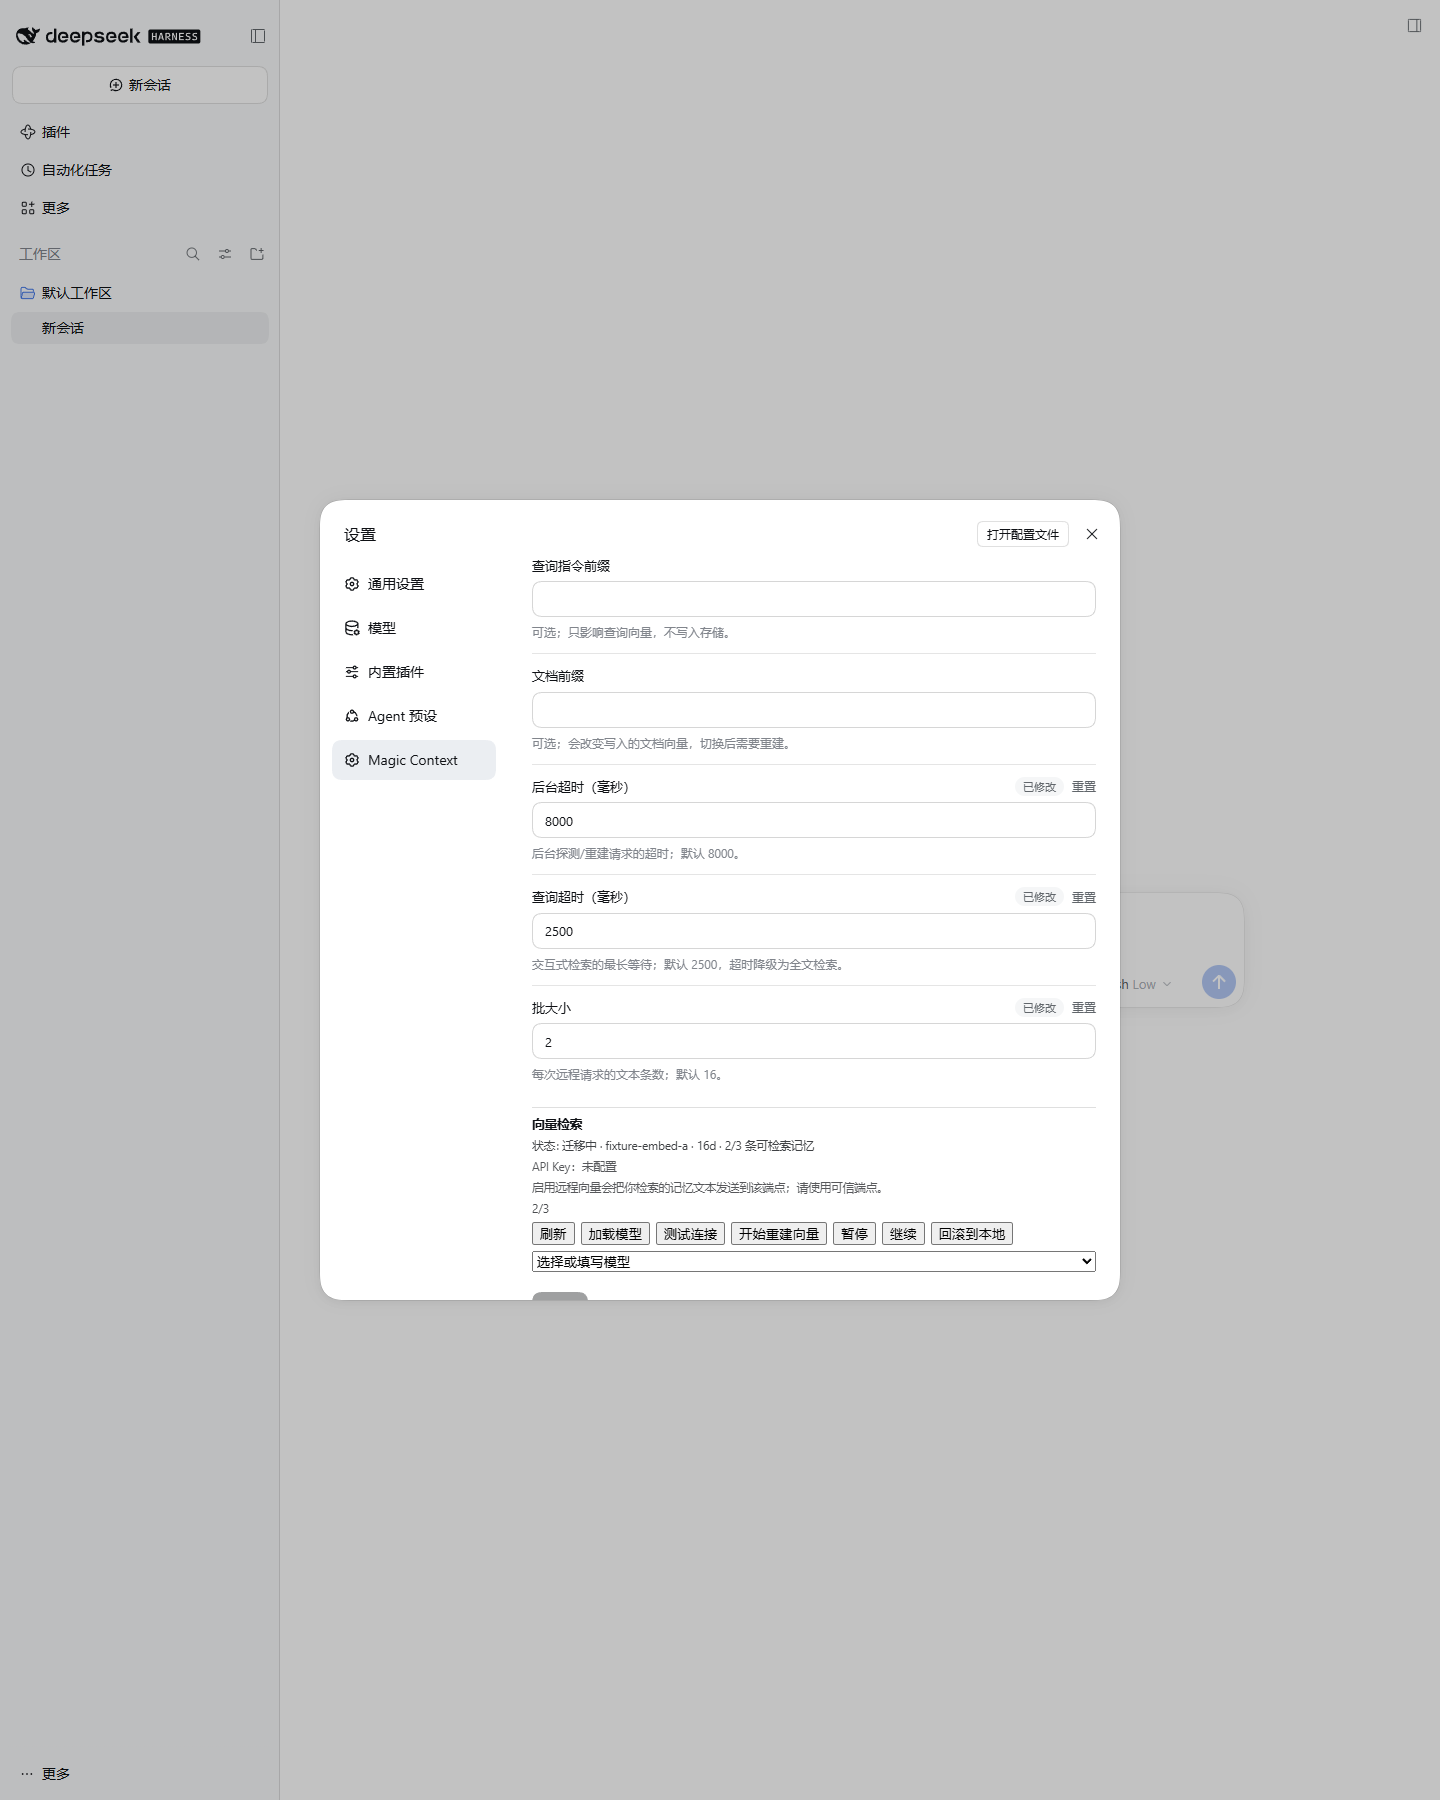 deepseek HARNESS
新会话
插件
自动化任务
更多
工作区
默认工作区
新会话
设置
打开配置文件
通用设置
模型
内置插件
Agent 预设
Magic Context
查询指令前缀
可选；只影响查询向量，不写入存储。
文档前缀
可选；会改变写入的文档向量，切换后需要重建。
后台超时（毫秒） 已修改 重置
8000
后台探测/重建请求的超时；默认 8000。
查询超时（毫秒） 已修改 重置
2500
交互式检索的最长等待；默认 2500，超时降级为全文检索。
批大小 已修改 重置
2
每次远程请求的文本条数；默认 16。
向量检索
状态: 迁移中 · fixture-embed-a · 16d · 2/3 条可检索记忆
API Key：未配置
启用远程向量会把你检索的记忆文本发送到该端点；请使用可信端点。
2/3
刷新 加载模型 测试连接 开始重建向量 暂停 继续 回滚到本地
选择或填写模型
Low
更多